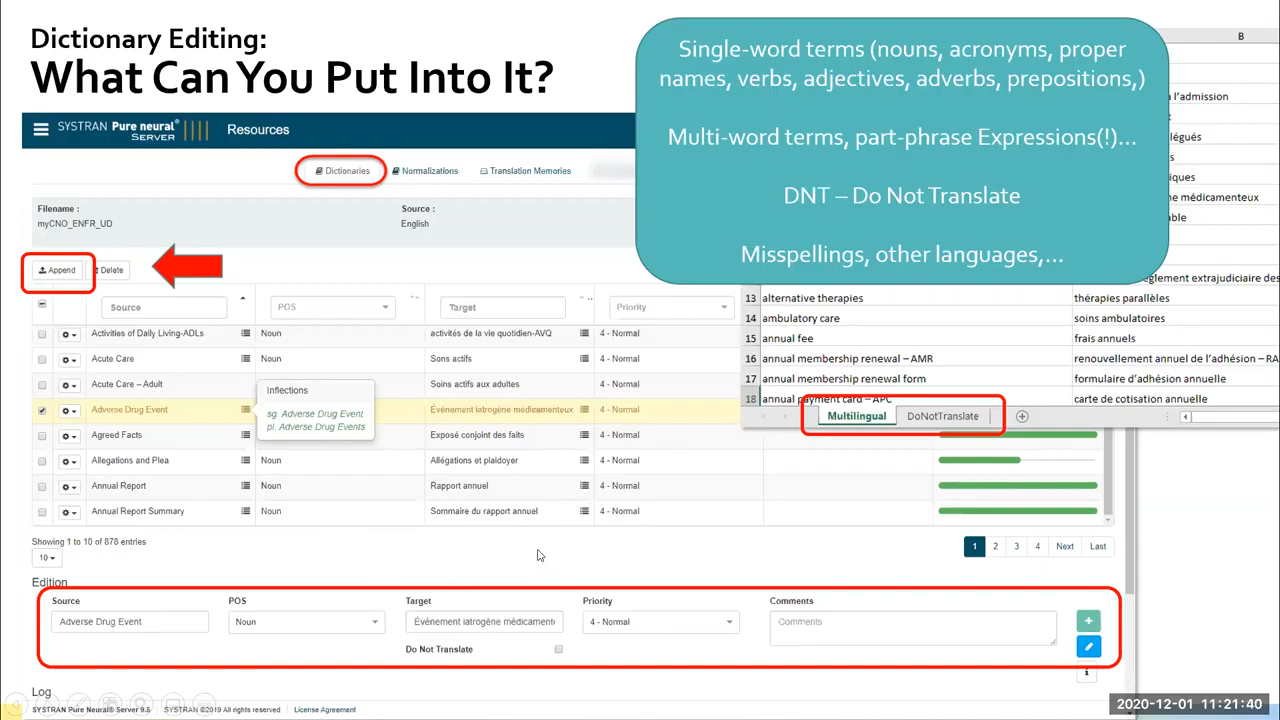 Dictionary Editing:
What Can You Put Into It?
Single-word terms (nouns, acronyms, proper
names, verbs, adjectives, adverbs, prepositions,)
Multi-word terms, part-phrase Expressions(!)...
DNT – Do Not Translate
Misspellings, other languages,...
SYSTRAN Pure neural® SERVER
Resources
Dictionaries
Normalizations
Translation Memories
Filename :
myCNO_ENFR_UD
Source :
English
Append
Delete
Source
POS
Target
Priority
Activities of Daily Living-ADLs Noun activités de la vie quotidien-AVQ 4 - Normal
Acute Care Noun Sons actifs 4 - Normal
Acute Care – Adult Soins actifs aux adultes 4 - Normal
Adverse Drug Event Événement iatrogène médicamenteux 4 - Normal
Inflections
sg. Adverse Drug Event
pl. Adverse Drug Events
Agreed Facts Exposé conjoint des faits 4 - Normal
Allegations and Plea Noun Allégations et plaidoyer 4 - Normal
Annual Report Noun Rapport annuel 4 - Normal
Annual Report Summary Noun Sommaire du rapport annuel 4 - Normal
B
l'admission
médicamenteux
èglement extrajudiciaire des
13 alternative therapies thérapies parallèles
14 ambulatory care soins ambulatoires
15 annual fee frais annuels
16 annual membership renewal – AMR renouvellement annuel de l'adhésion – RA
17 annual membership renewal form formulaire d'adhésion annuelle
18 annual payment card – APC carte de cotisation annuelle
Multilingual
DoNotTranslate
Showing 1 to 10 of 878 entries
10
1 2 3 4 Next Last
Edition
Source POS Target Priority Comments
Adverse Drug Event Noun Événement iatrogène médicament 4 - Normal Comments
Do Not Translate
Log
SYSTRAN Pure Neural® Server 9.6 SYSTRAN ©2019 All rights reserved License Agreement
2020-12-01 11:21:40